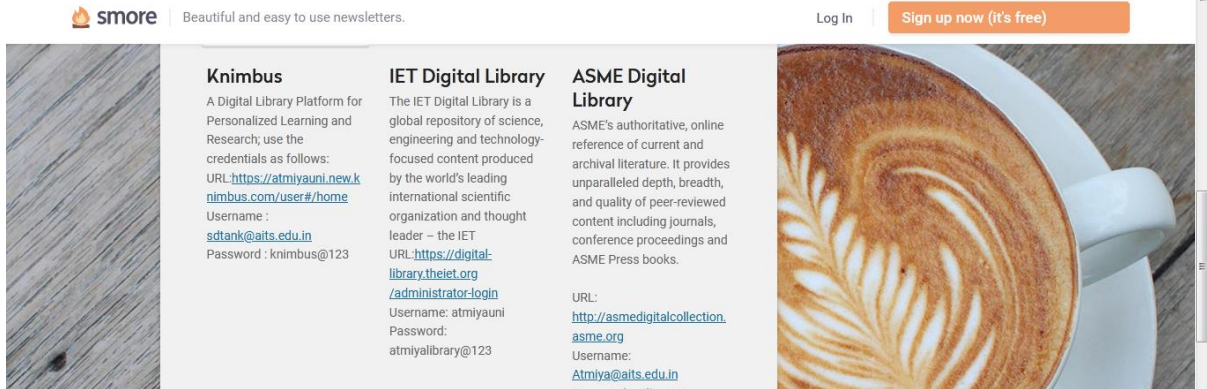 smore
Beautiful and easy to use newsletters.
Log In
Sign up now (it's free)
Knimbus
A Digital Library Platform for
Personalized Learning and
Research; use the
credentials as follows:
URL:https://atmiyauni.new.k
nimbus.com/user#/home
Username :
sdtank@aits.edu.in
Password : knimbus@123
IET Digital Library
The IET Digital Library is a
global repository of science,
engineering and technology-
focused content produced
by the world's leading
international scientific
organization and thought
leader – the IET
URL:https://digital-
library.theiet.org
/administrator-login
Username: atmiyauni
Password:
atmiyalibrary@123
ASME Digital
Library
ASME's authoritative, online
reference of current and
archival literature. It provides
unparalleled depth, breadth,
and quality of peer-reviewed
content including journals,
conference proceedings and
ASME Press books.
URL:
http://asmedigitalcollection.
asme.org
Username:
Atmiya@aits.edu.in